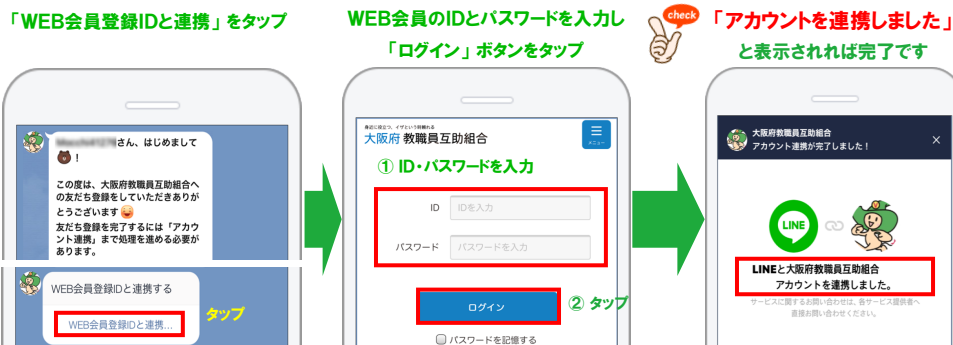 「WEB会員登録IDと連携」をタップ
さん、はじめまして
！
この度は、大阪府教職員互助組合へ
の友だち登録をしていただきありが
とうございます
友だち登録を完了するには「アカウ
ント連携」まで処理を進める必要が
あります。
WEB会員登録IDと連携する
WEB会員登録IDと連携...
タップ
WEB会員のIDとパスワードを入力し
「ログイン」ボタンをタップ
大阪府 教職員互助組合
メニュー
① ID・パスワードを入力
ID
IDを入力
パスワード
パスワードを入力
ログイン
② タップ
パスワードを記憶する
check
「アカウントを連携しました」
と表示されれば完了です
大阪府教職員互助組合
アカウント連携が完了しました！
×
LINE
LINEと大阪府教職員互助組合
アカウントを連携しました。
サービスに関するお問い合わせは、各サービス提供者へ
直接お問い合わせください。